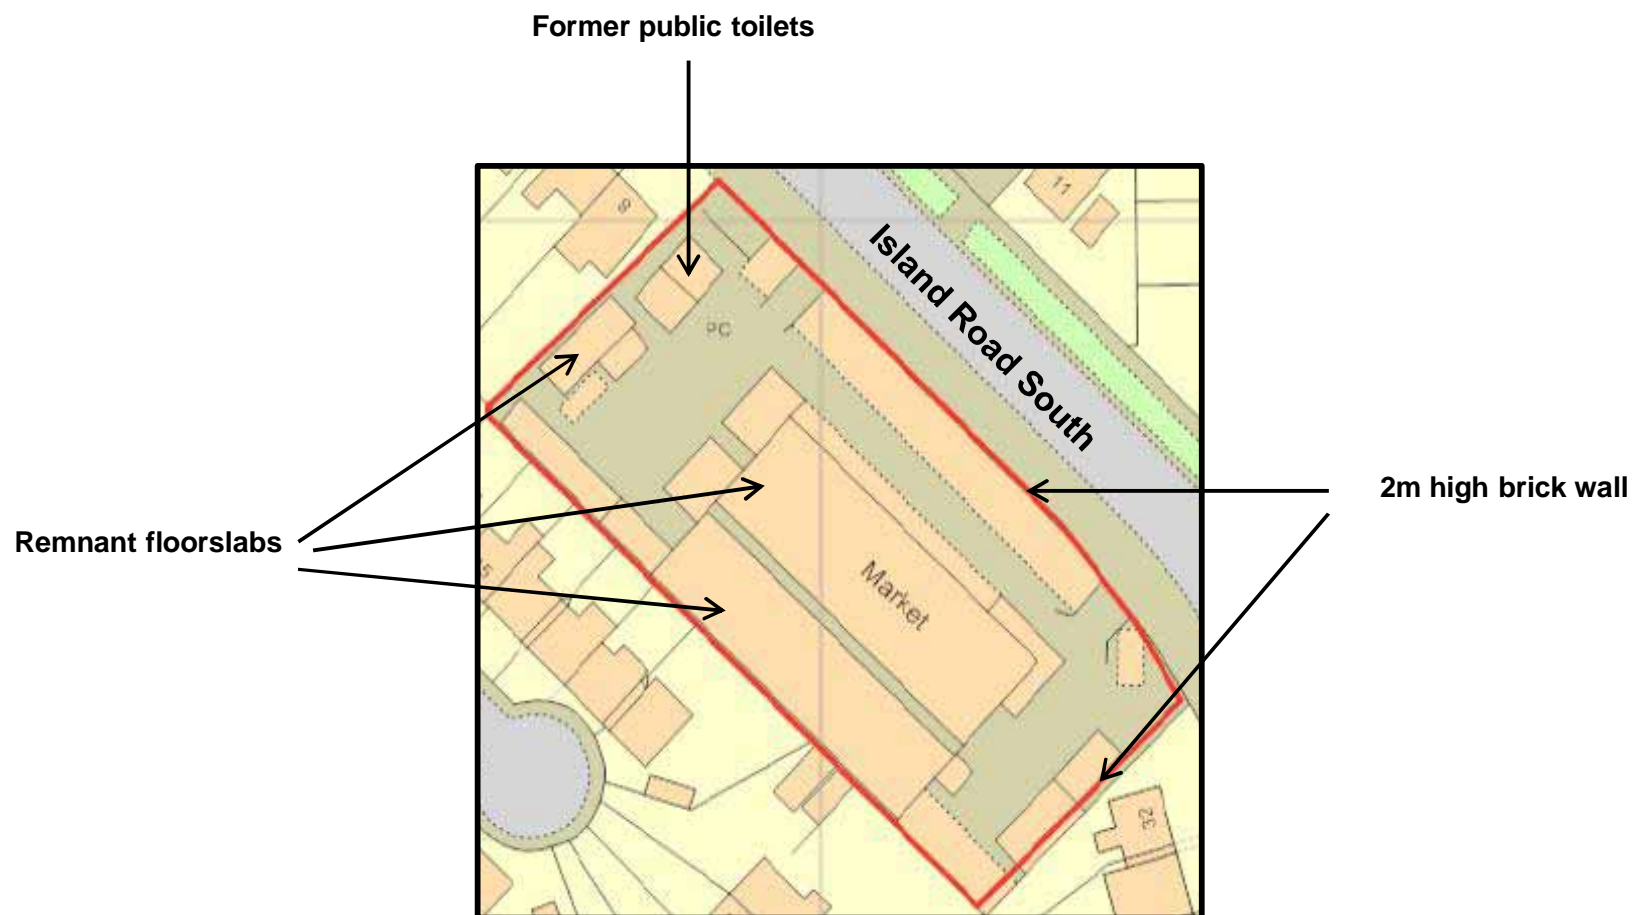 Former public toilets
11
PC
Island Road South
2m high brick wall
Remnant floorslabs
Market
32